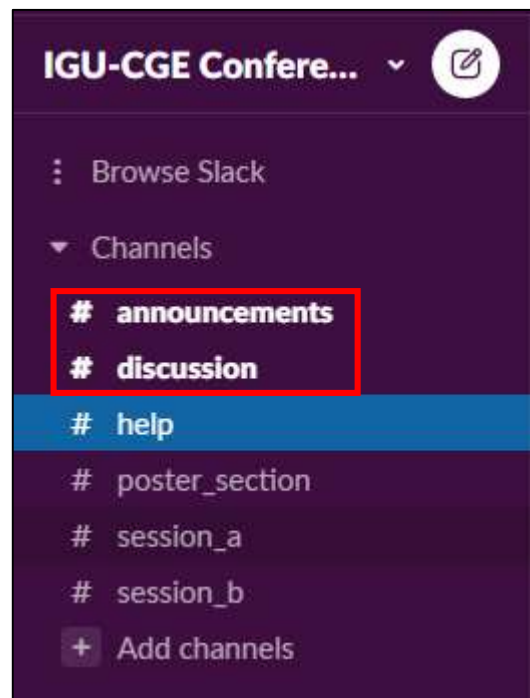 IGU-CGE Confere...
Browse Slack
Channels
# announcements
# discussion
# help
# poster_section
# session_a
# session_b
+ Add channels